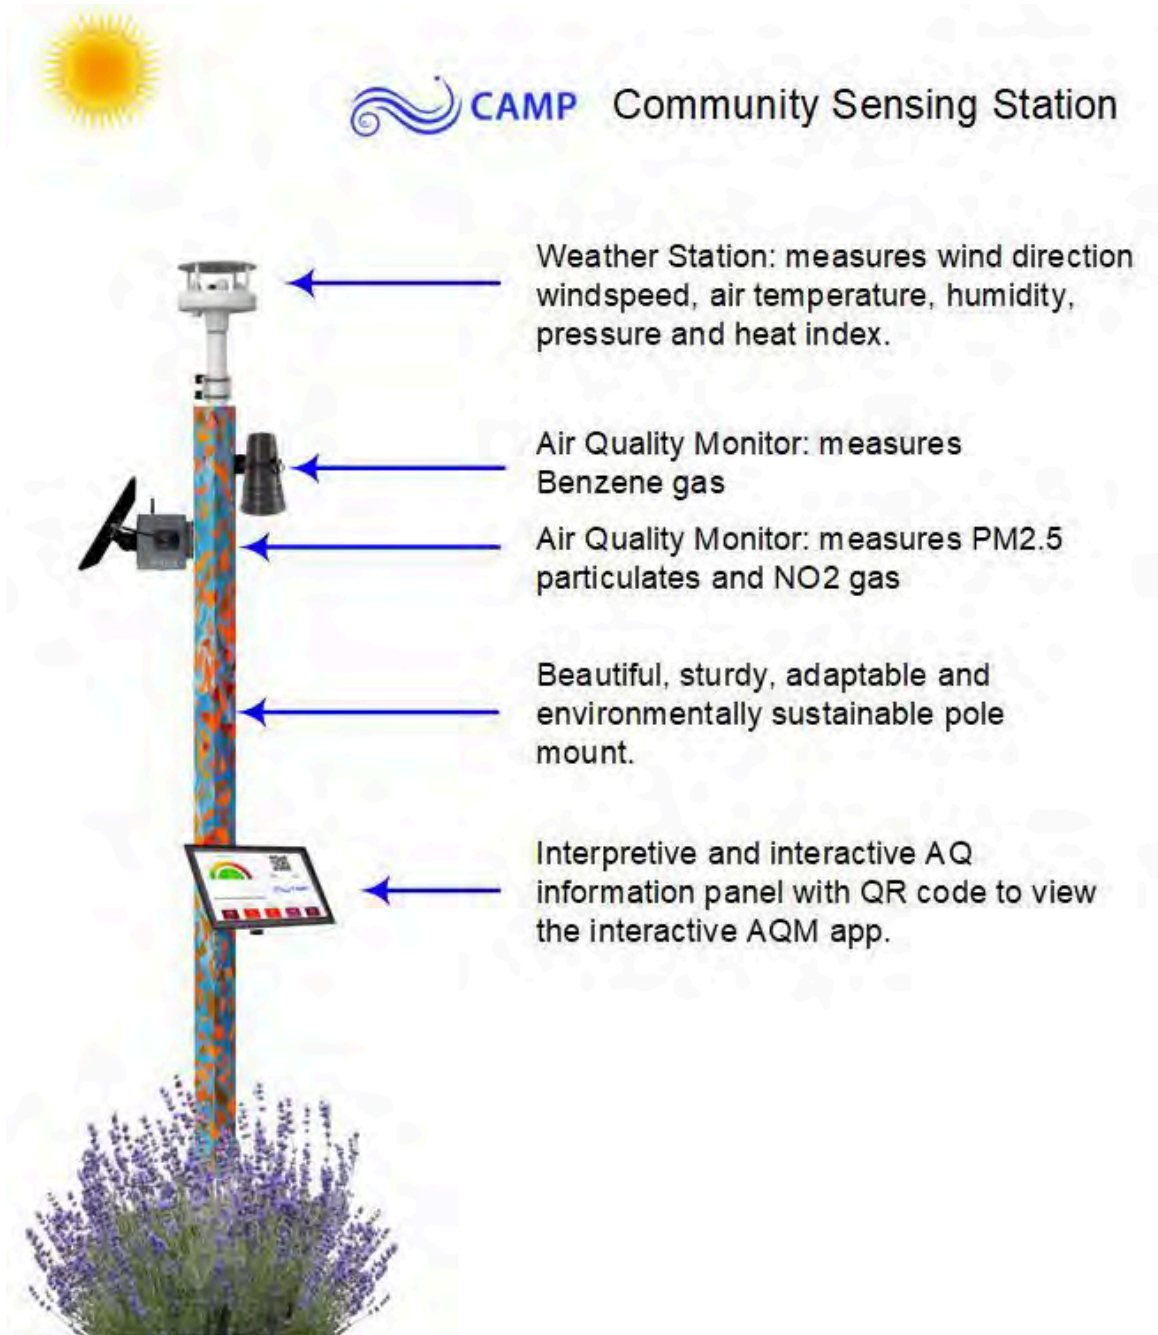 CAMP Community Sensing Station
Weather Station: measures wind direction
windspeed, air temperature, humidity,
pressure and heat index.
Air Quality Monitor: measures
Benzene gas
Air Quality Monitor: measures PM2.5
particulates and NO2 gas
Beautiful, sturdy, adaptable and
environmentally sustainable pole
mount.
Interpretive and interactive AQ
information panel with QR code to view
the interactive AQM app.